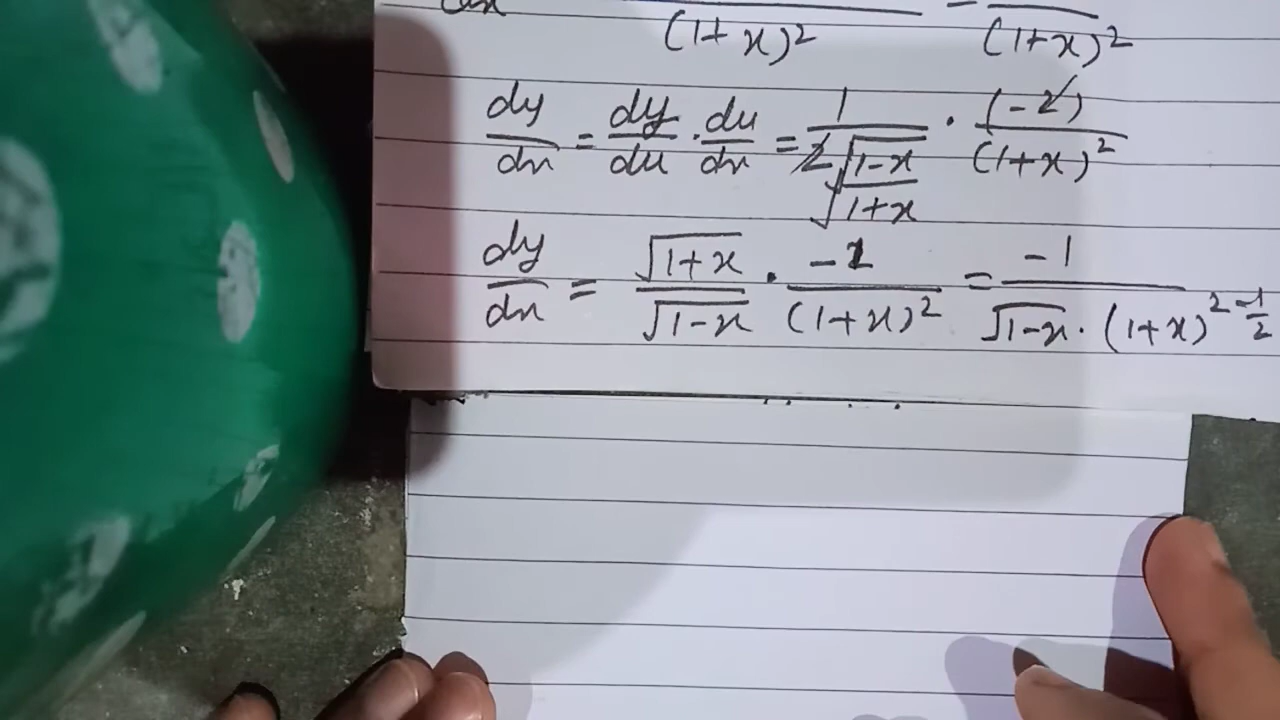 (1+x)² - (1+x)²
dy/dx = dy/du · du/dx = 1/(2√(1-x)/√(1+x)) · (-2)/(1+x)²
dy/dx = √(1+x)/√(1-x) · -1/(1+x)² = -1/(√(1-x) · (1+x)^(2-1/2))